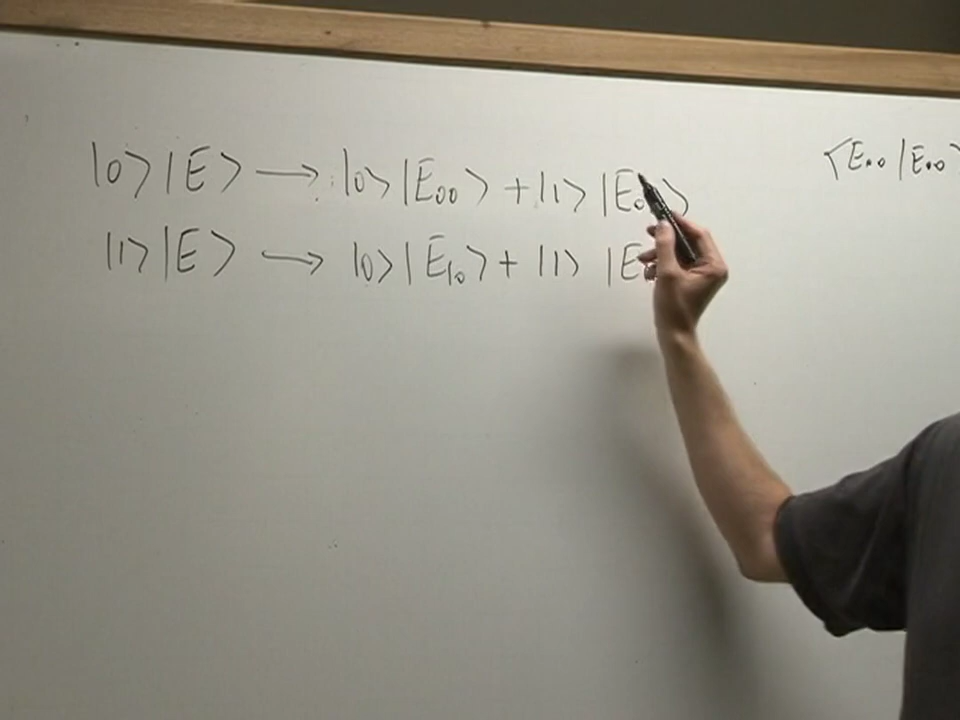 |0⟩|E⟩ → |0⟩|E₀₀⟩ + |1⟩|E₀
|1⟩|E⟩ → |0⟩|E₁₀⟩ + |1⟩ |E
⟨E₀₀|E₀₀⟩